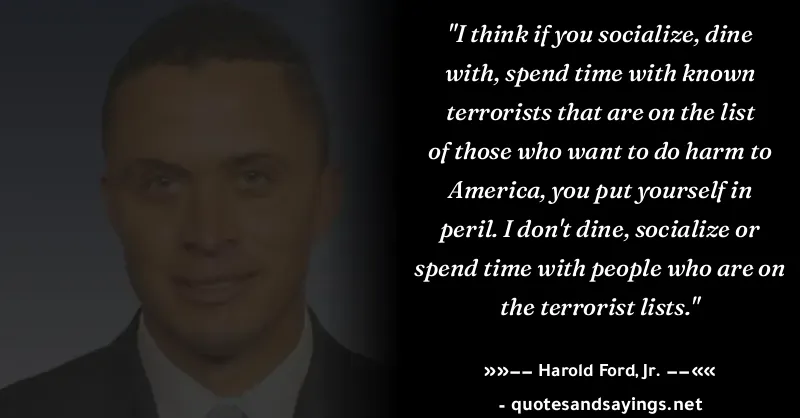 "I think if you socialize, dine
with, spend time with known
terrorists that are on the list
of those who want to do harm to
America, you put yourself in
peril. I don't dine, socialize or
spend time with people who are on
the terrorist lists."
»»–– Harold Ford, Jr. ––««
- quotesandsayings.net